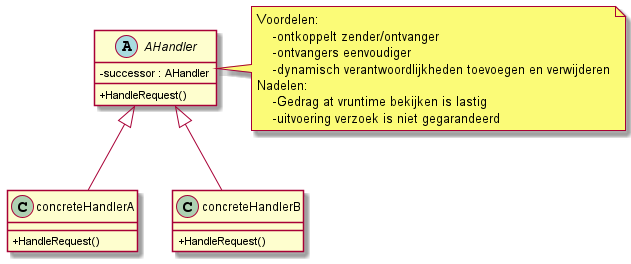 A AHandler
-successor : AHandler
+HandleRequest()
Voordelen:
-ontkoppelt zender/ontvanger
-ontvangers eenvoudiger
-dynamisch verantwoordlijkheden toevoegen en verwijderen
Nadelen:
-Gedrag at vruntime bekijken is lastig
-uitvoering verzoek is niet gegarandeerd
C concreteHandlerA
+HandleRequest()
C concreteHandlerB
+HandleRequest()